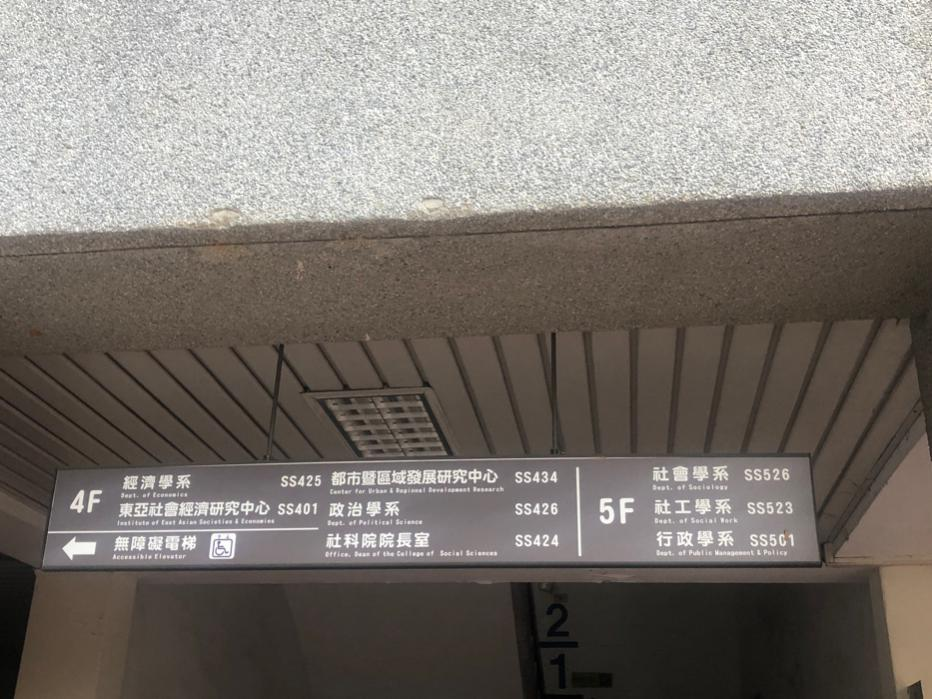 4F
經濟學系 SS425
Dept. of Economics
東亞社會經濟研究中心 SS401
Institute of East Asian Societies & Economies
無障礙電梯
Accessible Elevator
都市暨區域發展研究中心 SS434
Center for Urban & Regional Development Research
政治學系 SS426
Dept. of Political Science
社科院院長室 SS424
Office, Dean of the College of Social Sciences
5F
社會學系 SS526
Dept. of Sociology
社工學系 SS523
Dept. of Social Work
行政學系 SS501
Dept. of Public Management & Policy
2
1